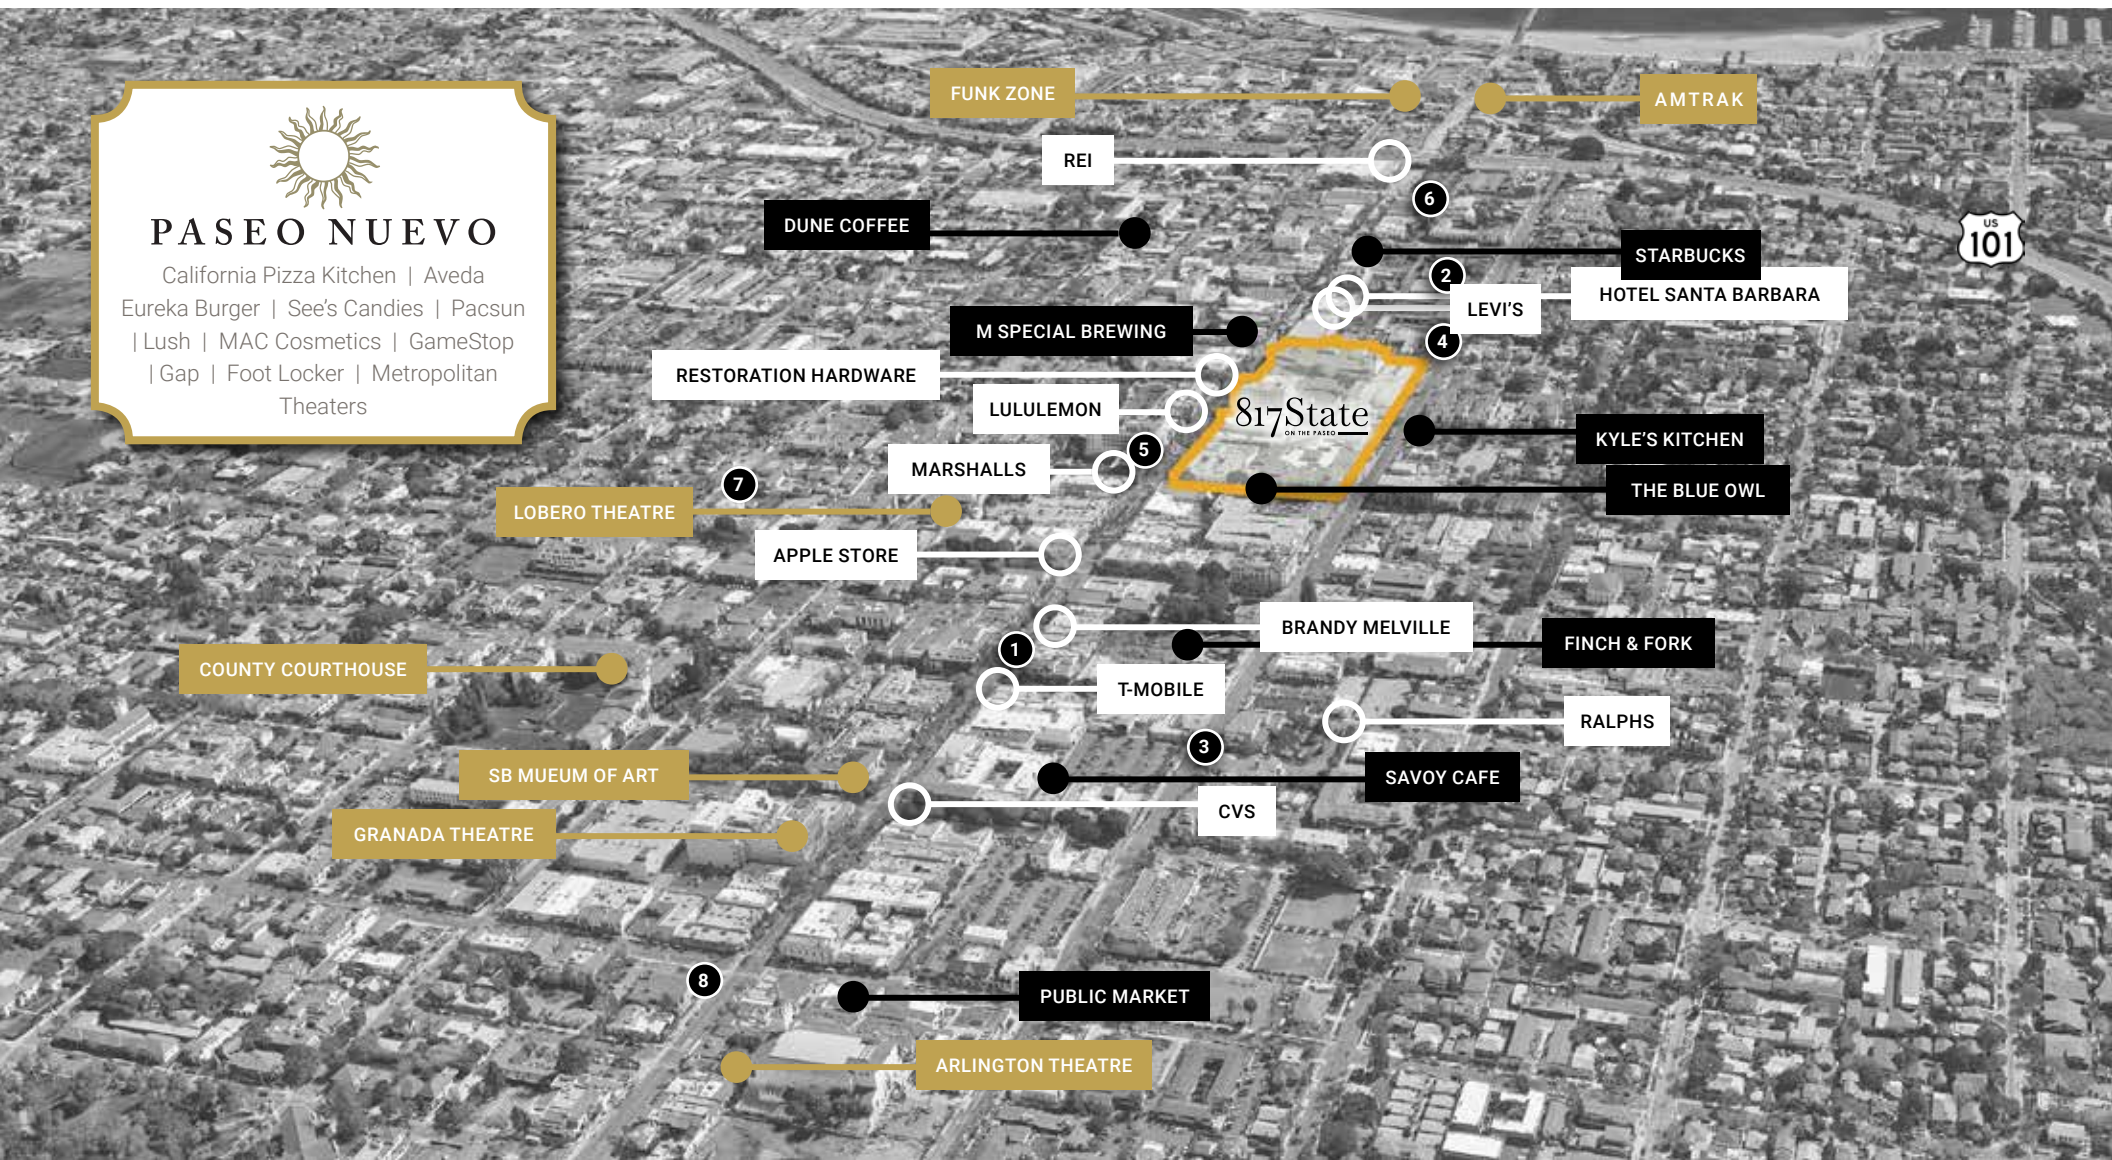 FUNK ZONE
AMTRAK
REI
6
DUNE COFFEE
US
101
STARBUCKS
2
HOTEL SANTA BARBARA
LEVI'S
PASEO NUEVO
California Pizza Kitchen | Aveda
Eureka Burger | See's Candies | Pacsun
| Lush | MAC Cosmetics | GameStop
| Gap | Foot Locker | Metropolitan
Theaters
M SPECIAL BREWING
4
RESTORATION HARDWARE
LULULEMON
817State
ON THE PASEO
KYLE'S KITCHEN
5
MARSHALLS
7
THE BLUE OWL
LOBERO THEATRE
APPLE STORE
BRANDY MELVILLE
FINCH & FORK
1
COUNTY COURTHOUSE
T-MOBILE
RALPHS
3
SB MUEUM OF ART
SAVOY CAFE
CVS
GRANADA THEATRE
8
PUBLIC MARKET
ARLINGTON THEATRE